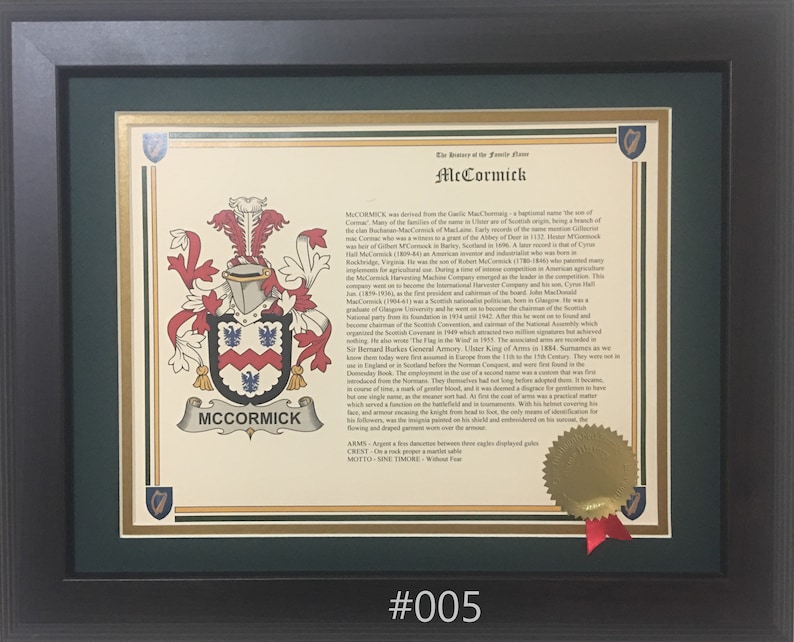 The History of the Family Name
McCormick
McCORMICK was derived from the Gaelic MacChormaig - a baptismal name 'the son of
Cormac'. Many of the families of the name in Ulster are of Scottish origin, being a branch of
the clan Buchanan-MacCormick of MacLaine. Early records of the name mention Gillecrist
mac Cormac who was a witness to a grant of the Abbey of Deer in 1132. Hester M'Gormock
was heir of Gilbert M'Cormock in Barley, Scotland in 1696. A later record is that of Cyrus
Hall McCormick (1809-84) an American inventor and industrialist who was born in
Rockbridge, Virginia. He was the son of Robert McCormick (1780-1846) who patented many
implements for agricultural use. During a time of intense competition in American agriculture
the McCormick Harvesting Machine Company emerged as the leader in the competition. This
company went on to become the International Harvester Company and his son, Cyrus Hall
Jun. (1859-1936), as the first president and cahirman of the board. John MacDonald
MacCormick (1904-61) was a Scottish nationalist politician, born in Glasgow. He was a
graduate of Glasgow University and he went on to become the chairman of the Scottish
National party from its foundation in 1934 until 1942. After this he went on to found and
become chairman of the Scottish Convention, and cairman of the National Assembly which
organized the Scottish Covenant in 1949 which attracted two million signatures but achieved
nothing. He also wrote 'The Flag in the Wind' in 1955. The associated arms are recorded in
Sir Bernard Burkes General Armory. Ulster King of Arms in 1884. Surnames as we
know them today were first assumed in Europe from the 11th to the 15th Century. They were not in
use in England or in Scotland before the Norman Conquest, and were first found in the
Domesday Book. The employment in the use of a second name was a custom that was first
introduced from the Normans. They themselves had not long before adopted them. It became,
in course of time, a mark of gentler blood, and it was deemed a disgrace for gentlemen to have
but one single name, as the meaner sort had. At first the coat of arms was a practical matter
which served a function on the battlefield and in tournaments. With his helmet covering his
face, and armour encasing the knight from head to foot, the only means of identification for
his followers, was the insignia painted on his shield and embroidered on his surcoat, the
flowing and draped garment worn over the armour.
ARMS - Argent a fess dancettee between three eagles displayed gules
CREST - On a rock proper a martlet sable
MOTTO - SINE TIMORE - Without Fear
MCCORMICK
#005